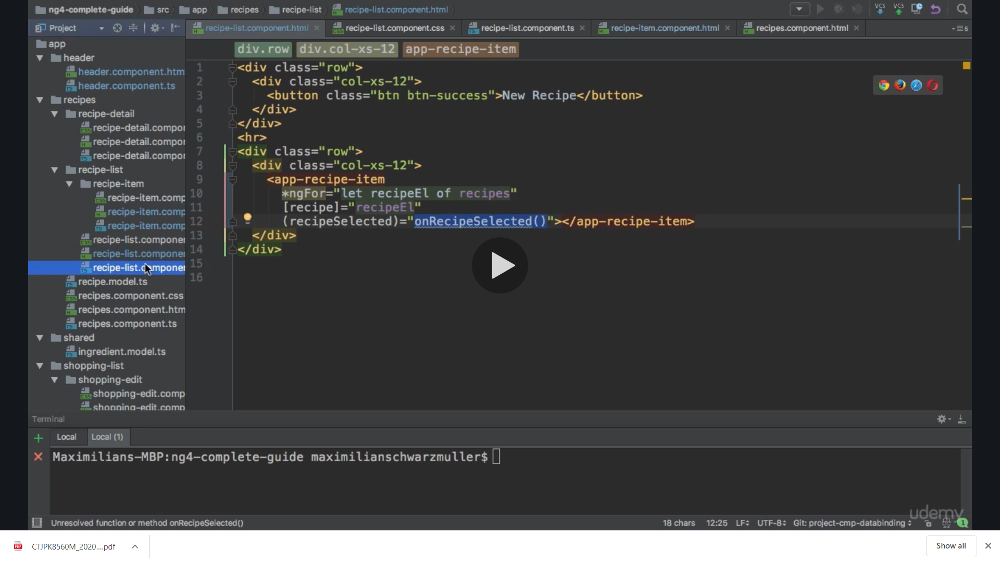 ng4-complete-guide src app recipes recipe-list recipe-list.component.html
VCS VCS
Project
recipe-list.component.html recipe-list.component.css recipe-list.component.ts recipe-item.component.html recipes.component.html 5
div.row div.col-xs-12 app-recipe-item
app
header
header.component.htm
header.component.ts
recipes
recipe-detail
recipe-detail.compor
recipe-detail.compor
recipe-detail.compor
recipe-list
recipe-item
recipe-item.comp
recipe-item.comp
recipe-item.comp
recipe-list.componer
recipe-list.componer
recipe-list.componer
recipe.model.ts
recipes.component.css
recipes.component.htm
recipes.component.ts
shared
ingredient.model.ts
shopping-list
shopping-edit
shopping-edit.comp
shopping-edit.comp
1 <div class="row">
2 <div class="col-xs-12">
3 <button class="btn btn-success">New Recipe</button>
4 </div>
5 </div>
6 <hr>
7 <div class="row">
8 <div class="col-xs-12">
9 <app-recipe-item
10 *ngFor="let recipeEl of recipes"
11 [recipe]="recipeEl"
12 (recipeSelected)="onRecipeSelected()"></app-recipe-item>
13 </div>
14 </div>
15
16
Terminal
Local Local (1)
Maximilians-MBP:ng4-complete-guide maximilianschwarzmuller$
udemy
Unresolved function or method onRecipeSelected() 18 chars 12:25 LF÷ UTF-8÷ Git: project-cmp-databinding ÷ 1
PDF CTJPK8560M_2020....pdf Show all